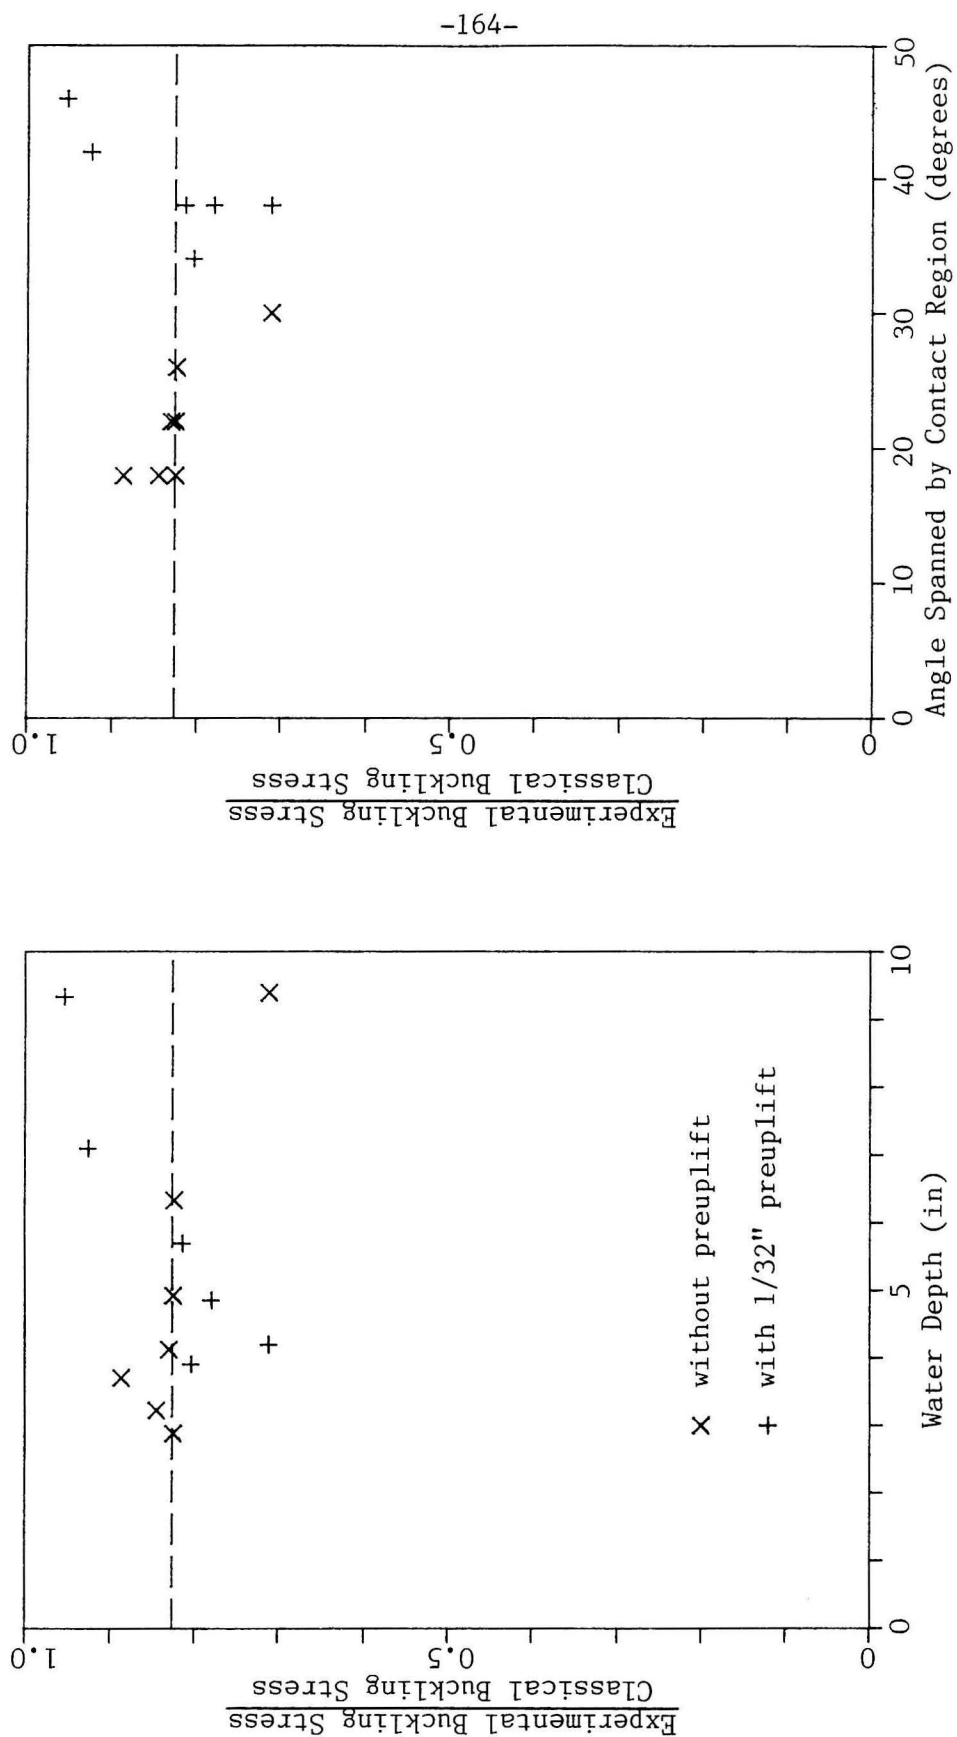 -164-
Experimental Buckling Stress
Classical Buckling Stress
1.0
0.5
0
0
5
10
Water Depth (in)
× without preuplift
+ with 1/32" preuplift
Experimental Buckling Stress
Classical Buckling Stress
1.0
0.5
0
0
10
20
30
40
50
Angle Spanned by Contact Region (degrees)